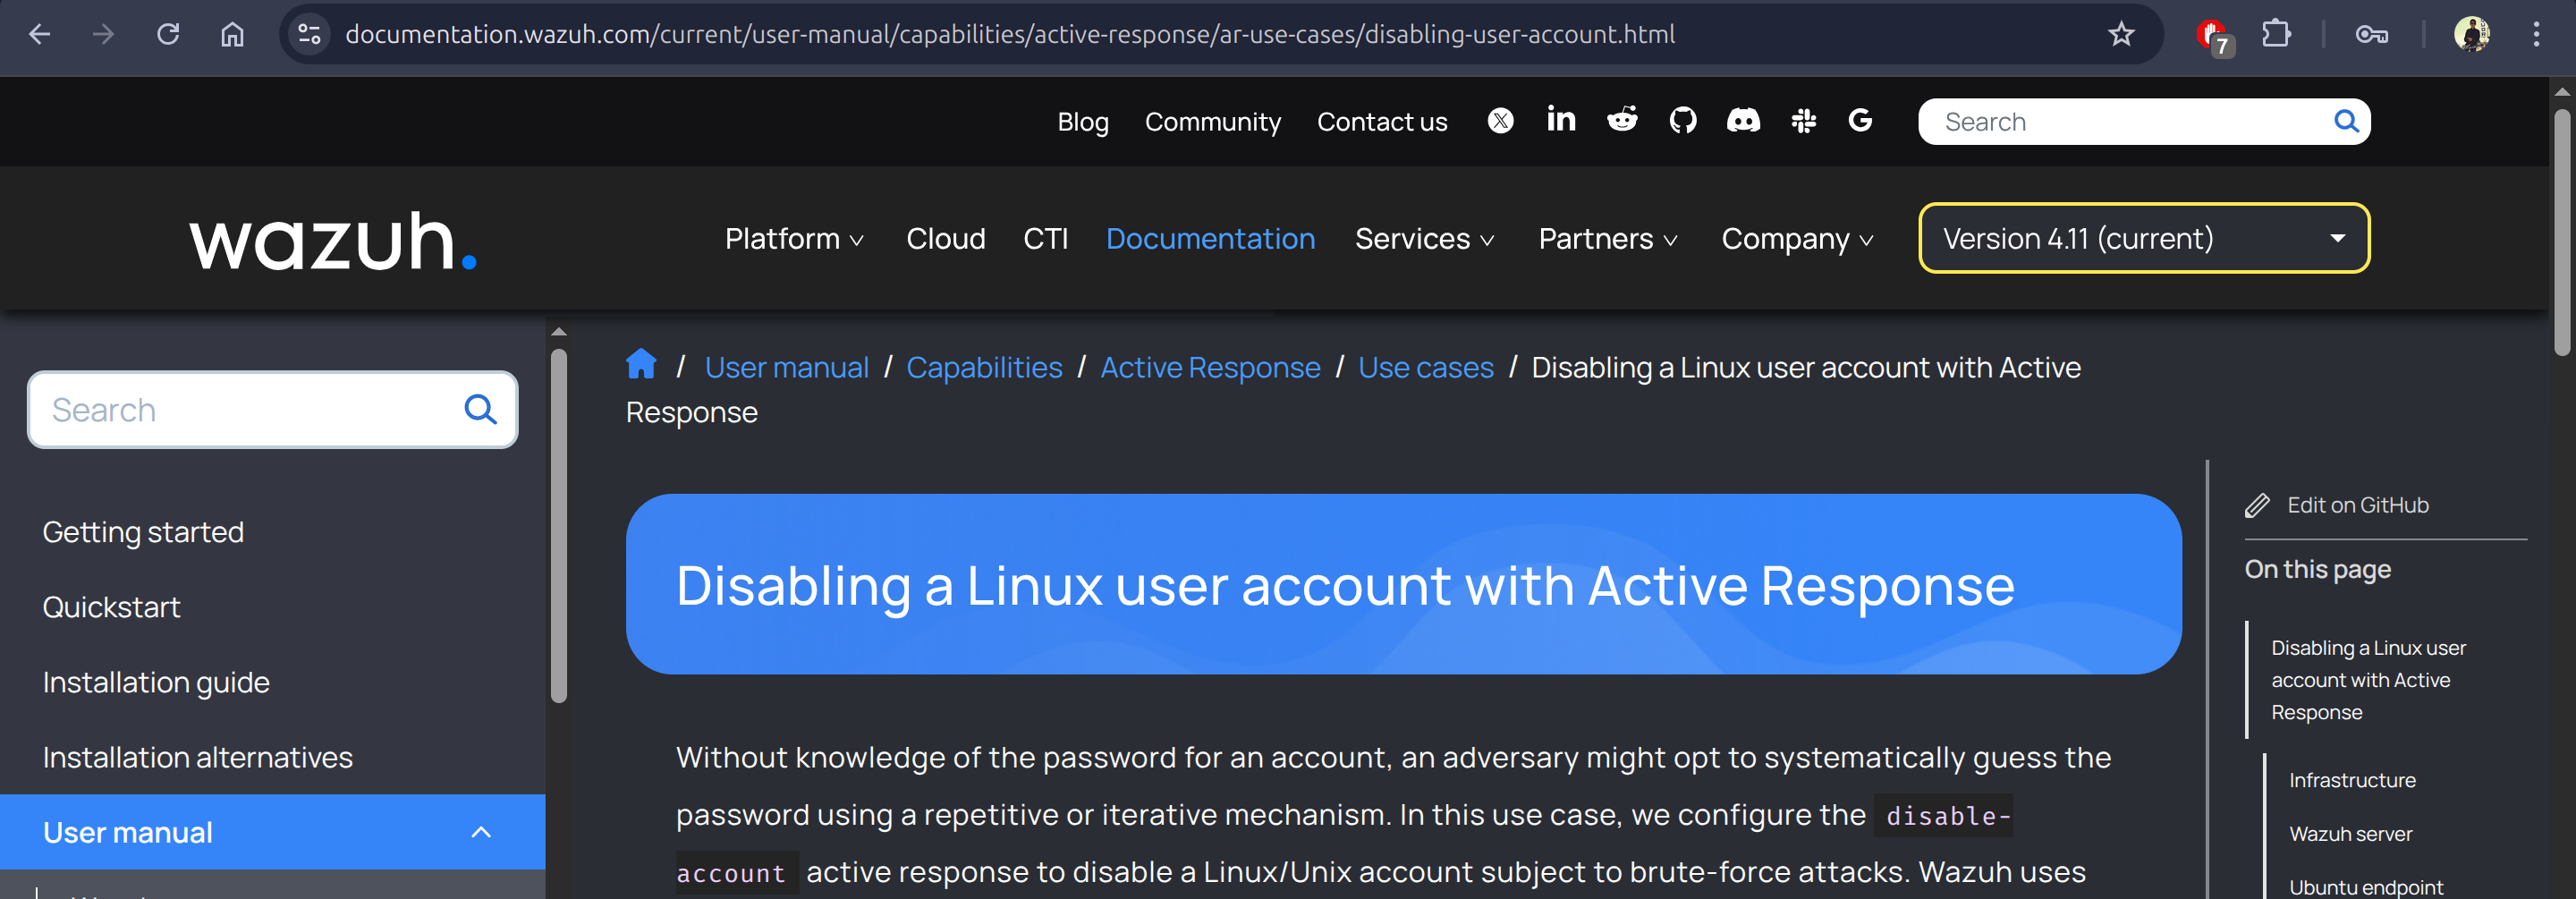 documentation.wazuh.com/current/user-manual/capabilities/active-response/ar-use-cases/disabling-user-account.html
7
Blog Community Contact us
Search
wazuh.
Platform Cloud CTI Documentation Services Partners Company
Version 4.11 (current)
Search
Getting started
Quickstart
Installation guide
Installation alternatives
User manual
/ User manual / Capabilities / Active Response / Use cases / Disabling a Linux user account with Active
Response
Disabling a Linux user account with Active Response
Without knowledge of the password for an account, an adversary might opt to systematically guess the
password using a repetitive or iterative mechanism. In this use case, we configure the disable-
account active response to disable a Linux/Unix account subject to brute-force attacks. Wazuh uses
Edit on GitHub
On this page
Disabling a Linux user
account with Active
Response
Infrastructure
Wazuh server
Ubuntu endpoint